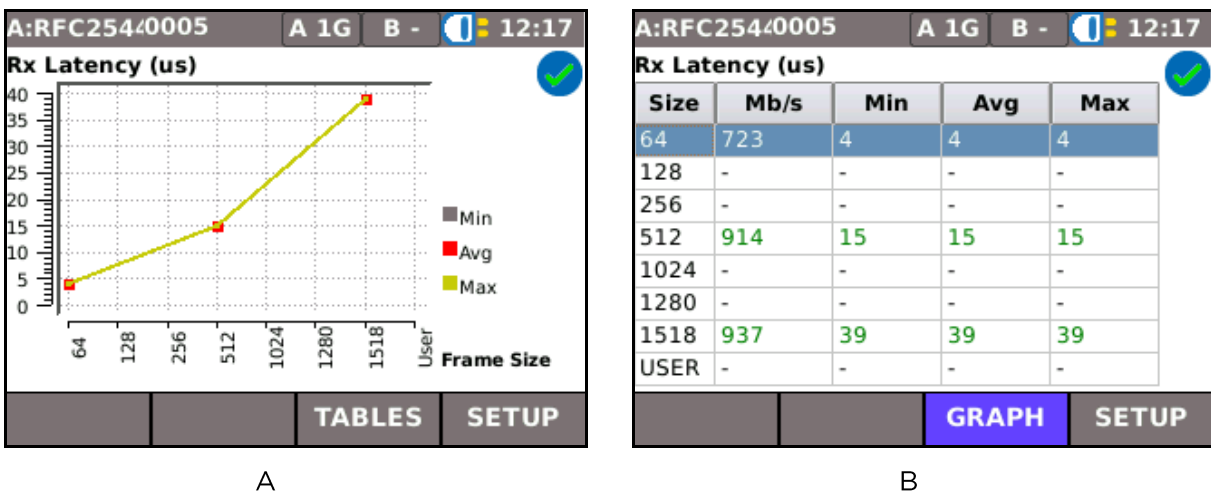 A:RFC25440005 A 1G B - 12:17
Rx Latency (us)
40
35
30
25
20
15
10
5
0
Min
Avg
Max
64 128 256 512 1024 1280 1518 User
Frame Size
TABLES SETUP
A
A:RFC25440005 A 1G B - 12:17
Rx Latency (us)
Size Mb/s Min Avg Max
64 723 4 4 4
128 - - - -
256 - - - -
512 914 15 15 15
1024 - - - -
1280 - - - -
1518 937 39 39 39
USER - - - -
GRAPH SETUP
B